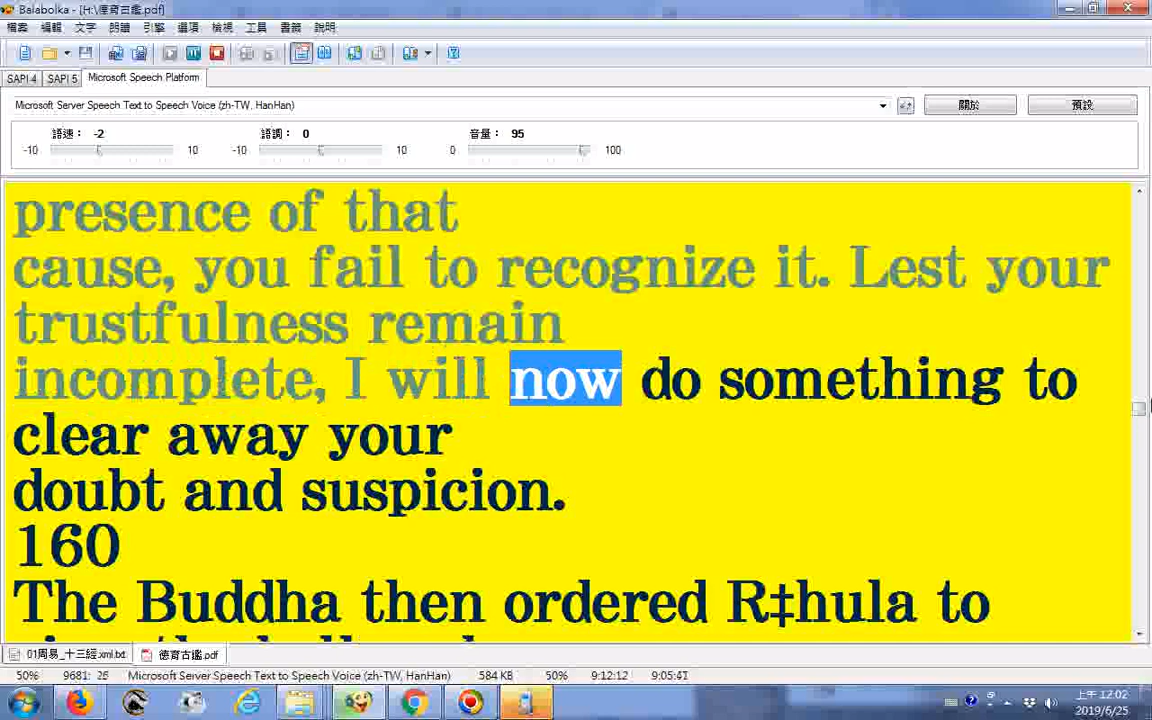 Balabolka - [H:\德育古鑑.pdf]
檔案 編輯 文字 朗讀 引擎 選項 檢視 工具 書籤 說明
SAPI 4 SAPI 5 Microsoft Speech Platform
Microsoft Server Speech Text to Speech Voice (zh-TW, HanHan) 關於 預設
語速： -2 語調： 0 音量： 95
-10 10 -10 10 0 100
presence of that
cause, you fail to recognize it. Lest your
trustfulness remain
incomplete, I will now do something to
clear away your
doubt and suspicion.
160
The Buddha then ordered R‡hula to
01周易_十三經.xml.txt 德育古鑑.pdf
50% 9681: 25 Microsoft Server Speech Text to Speech Voice (zh-TW, HanHan) 584 KB 50% 9:12:12 9:05:47
上午 12:02
2019/6/25